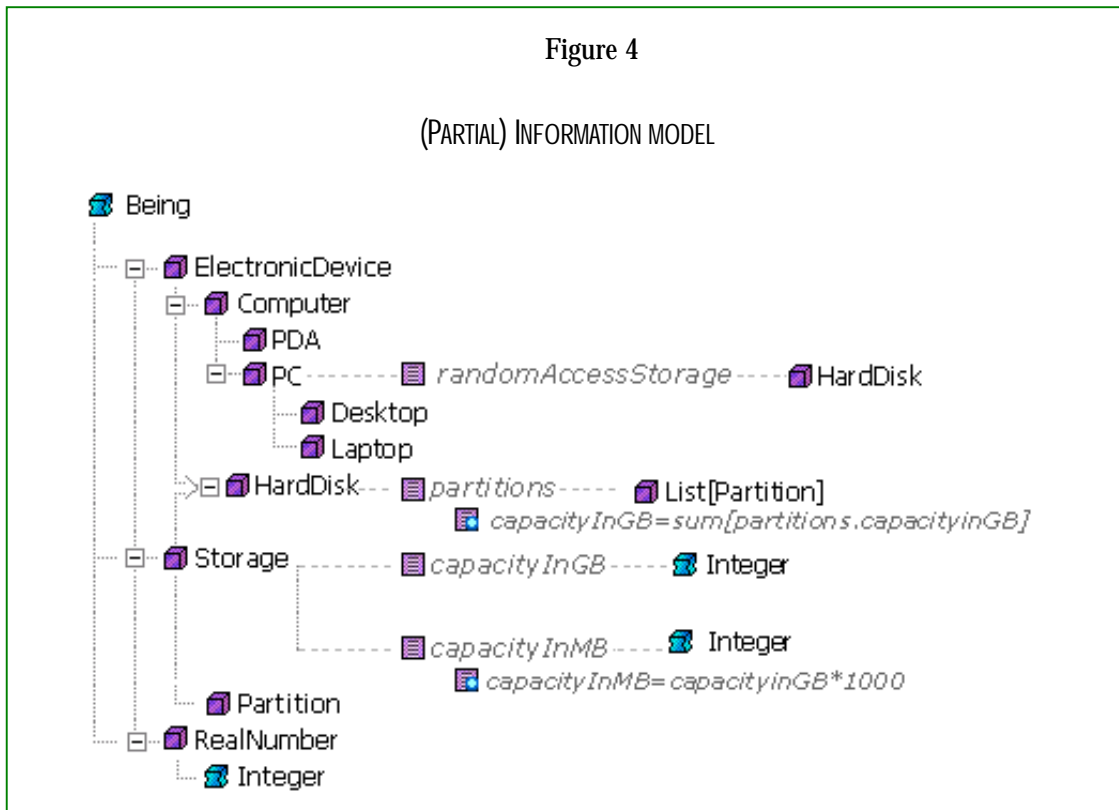 Figure 4
(PARTIAL) INFORMATION MODEL
Being
ElectronicDevice
Computer
PDA
PC randomAccessStorage HardDisk
Desktop
Laptop
HardDisk partitions List[Partition]
capacityInGB=sum[partitions.capacityinGB]
Storage capacityInGB Integer
capacityInMB Integer
capacityInMB=capacityinGB*1000
Partition
RealNumber
Integer